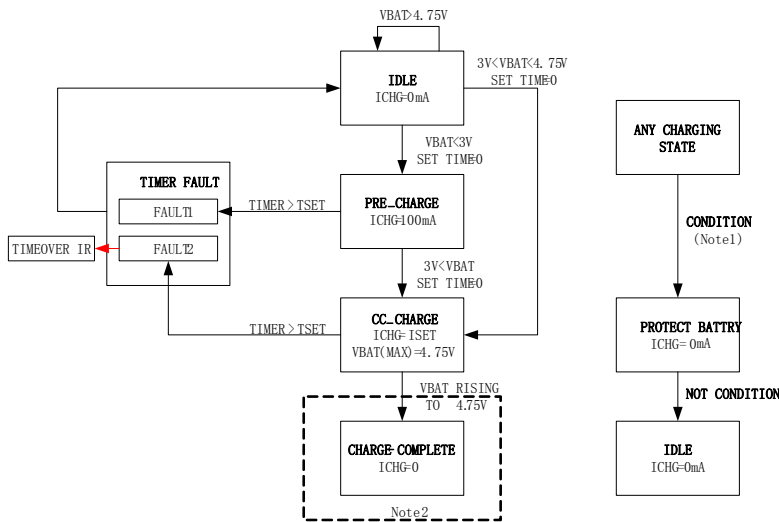 VBAT>4.75V
IDLE
ICHG=0mA
3V<VBAT<4.75V
SET TIME=0
VBAT<3V
SET TIME=0
TIMER FAULT
FAULT1
FAULT2
TIMEOVER IR
TIMER>TSET
PRE_CHARGE
ICHG=100mA
3V<VBAT
SET TIME=0
TIMER>TSET
CC_CHARGE
ICHG=ISET
VBAT(MAX)=4.75V
VBAT RISING
TO 4.75V
CHARGE-COMPLETE
ICHG=0
Note2
ANY CHARGING
STATE
CONDITION
(Note1)
PROTECT BATTRY
ICHG=0mA
NOT CONDITION
IDLE
ICHG=0mA